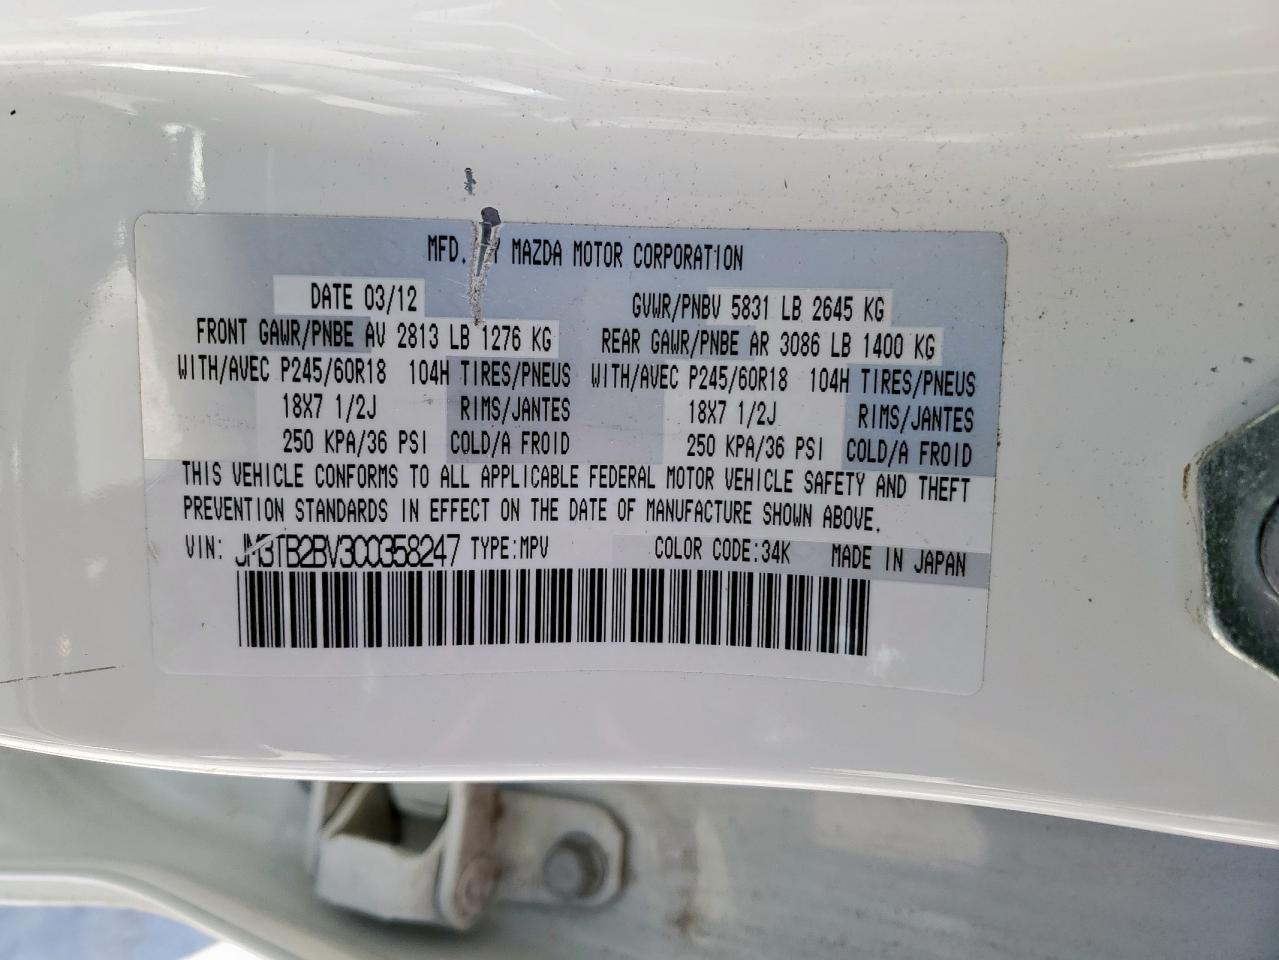 MFD. MAZDA MOTOR CORPORATION
DATE 03/12 GVWR/PNBV 5831 LB 2645 KG
FRONT GAWR/PNBE AV 2813 LB 1276 KG REAR GAWR/PNBE AR 3086 LB 1400 KG
WITH/AVEC P245/60R18 104H TIRES/PNEUS WITH/AVEC P245/60R18 104H TIRES/PNEUS
18X7 1/2J RIMS/JANTES 18X7 1/2J RIMS/JANTES
250 KPA/36 PSI COLD/A FROID 250 KPA/36 PSI COLD/A FROID
THIS VEHICLE CONFORMS TO ALL APPLICABLE FEDERAL MOTOR VEHICLE SAFETY AND THEFT
PREVENTION STANDARDS IN EFFECT ON THE DATE OF MANUFACTURE SHOWN ABOVE.
VIN: JM3TB2BV3C0358247 TYPE:MPV COLOR CODE:34K MADE IN JAPAN